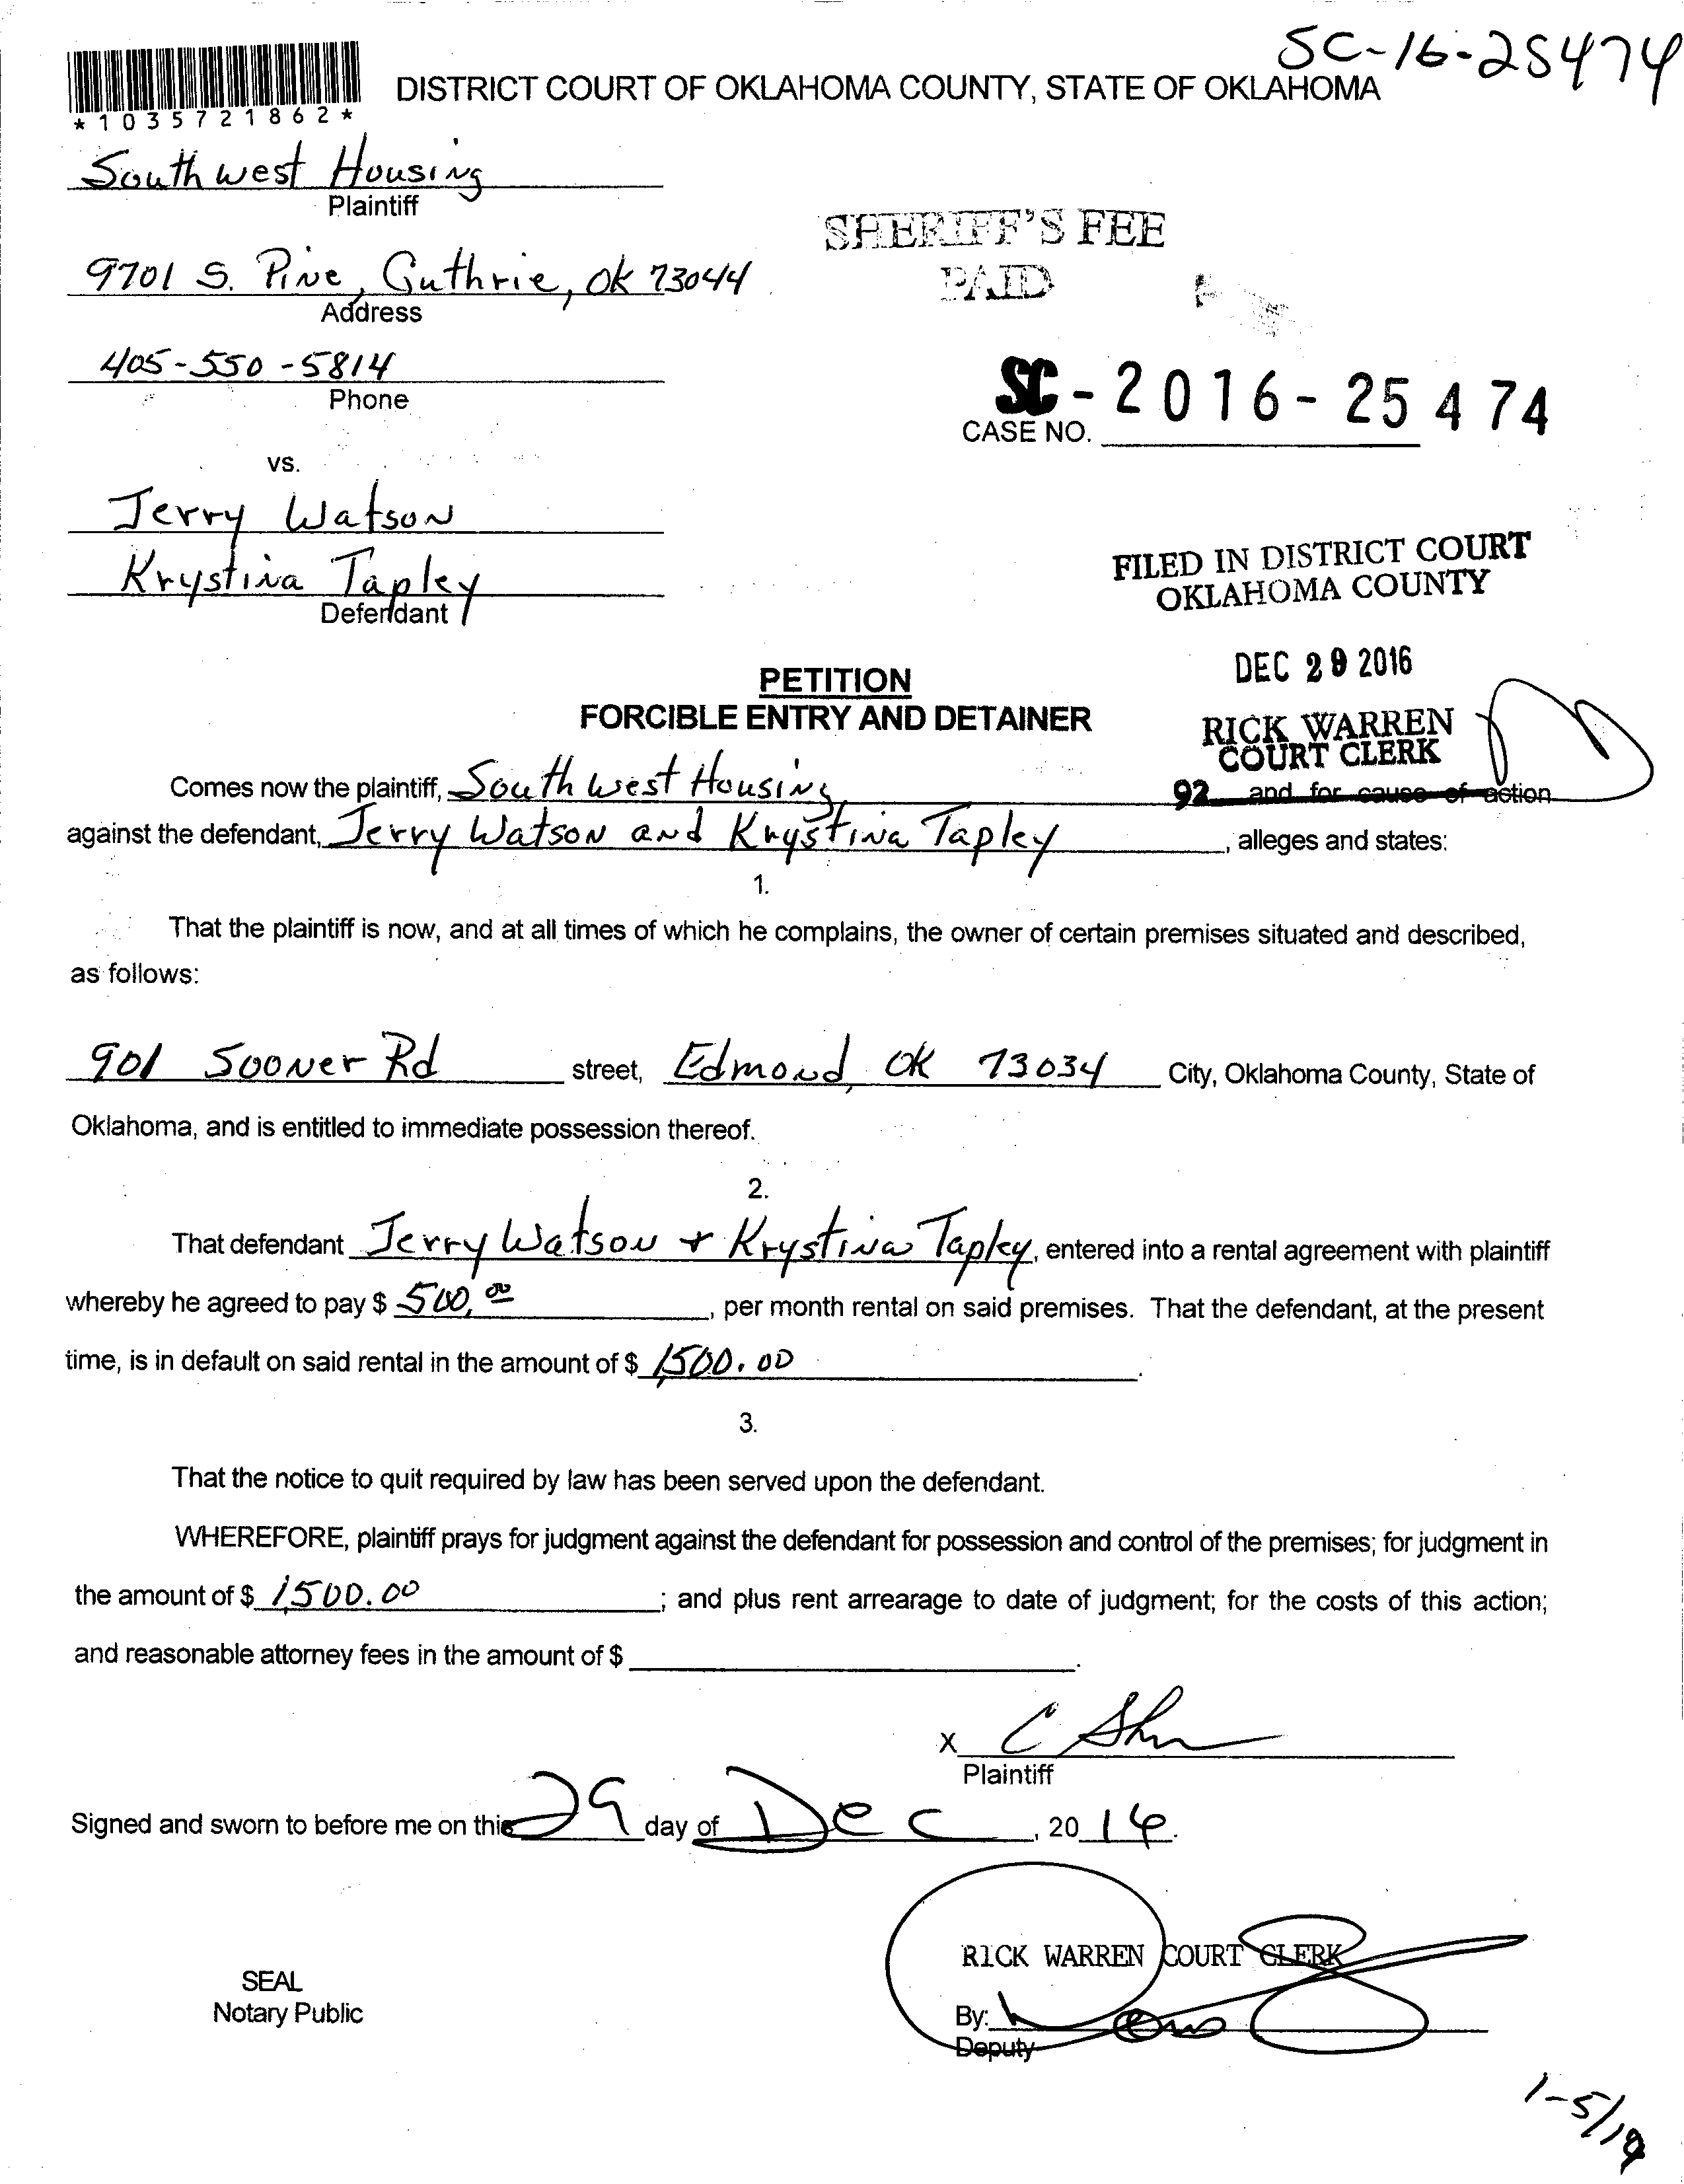 SC-16-25474
*1035721862*
DISTRICT COURT OF OKLAHOMA COUNTY, STATE OF OKLAHOMA
Southwest Housing
Plaintiff
SHERIFF'S FEE
PAID
9701 S. Pine, Guthrie, OK 73044
Address
405-550-5814
Phone
SC-2016-25474
CASE NO.
vs.
Jerry Watson
Krystina Tapley
Defendant
FILED IN DISTRICT COURT
OKLAHOMA COUNTY
DEC 29 2016
RICK WARREN
COURT CLERK
92
PETITION
FORCIBLE ENTRY AND DETAINER
Comes now the plaintiff, Southwest Housing and for cause of action
against the defendant, Jerry Watson and Krystina Tapley, alleges and states:
1.
That the plaintiff is now, and at all times of which he complains, the owner of certain premises situated and described,
as follows:
901 Sooner Rd street, Edmond, OK 73034 City, Oklahoma County, State of
Oklahoma, and is entitled to immediate possession thereof.
2.
That defendant Jerry Watson + Krystina Tapley, entered into a rental agreement with plaintiff
whereby he agreed to pay $ 500.00, per month rental on said premises. That the defendant, at the present
time, is in default on said rental in the amount of $ 1,500.00.
3.
That the notice to quit required by law has been served upon the defendant.
WHEREFORE, plaintiff prays for judgment against the defendant for possession and control of the premises; for judgment in
the amount of $ 1,500.00; and plus rent arrearage to date of judgment; for the costs of this action;
and reasonable attorney fees in the amount of $.
X
Plaintiff
Signed and sworn to before me on this 29 day of Dec, 2016.
RICK WARREN COURT CLERK
SEAL
Notary Public
By:
Deputy